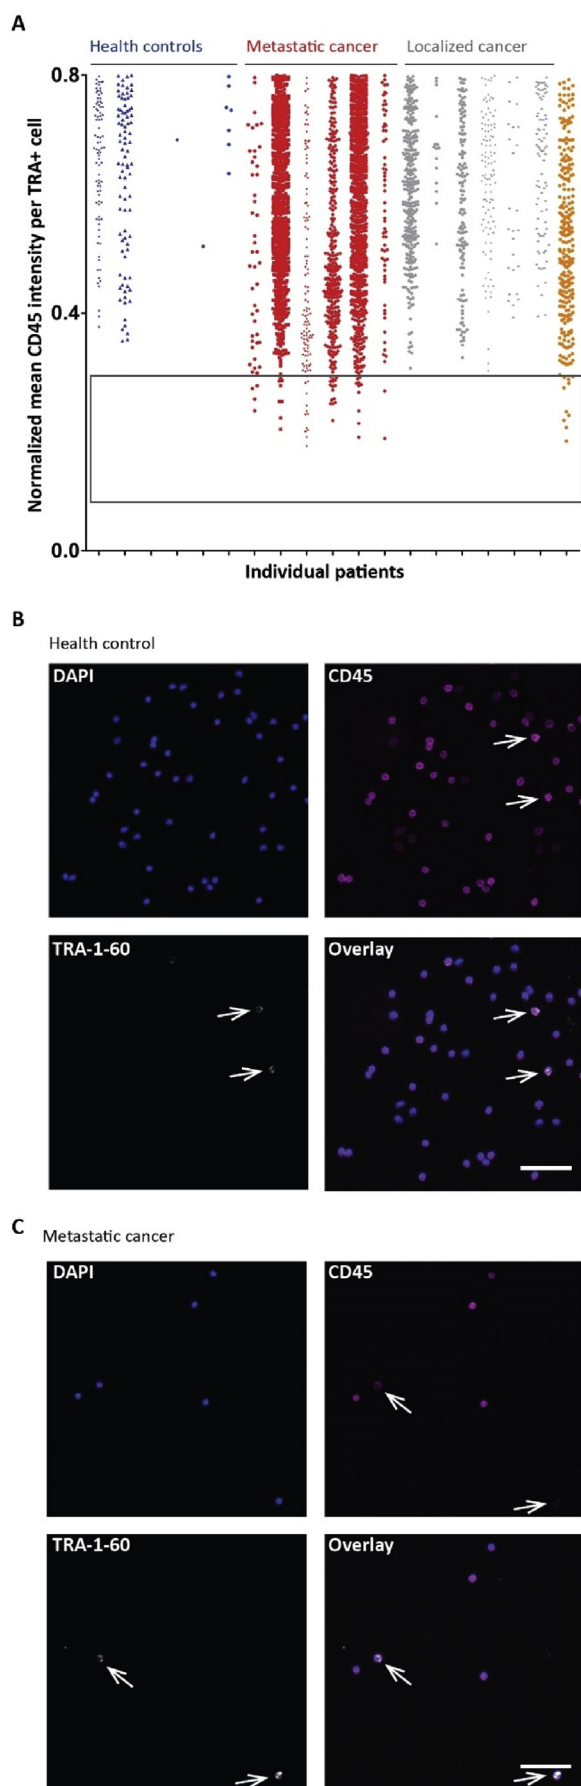 A
Health controls
Metastatic cancer
Localized cancer
Normalized mean CD45 intensity per TRA+ cell
0.8
0.4
0.0
Individual patients
B
Health control
DAPI
CD45
TRA-1-60
Overlay
C
Metastatic cancer
DAPI
CD45
TRA-1-60
Overlay